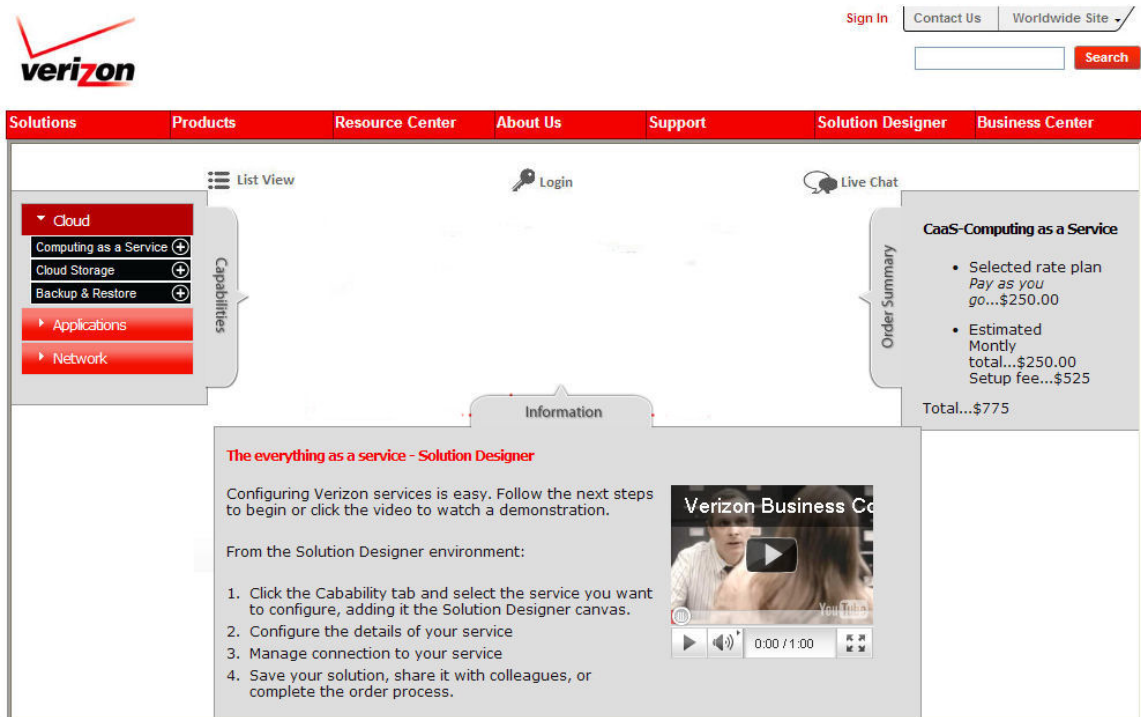 Sign In
Contact Us
Worldwide Site
verizon
Search
Solutions
Products
Resource Center
About Us
Support
Solution Designer
Business Center
List View
Login
Live Chat
Cloud
Computing as a Service
Cloud Storage
Backup & Restore
Applications
Network
Capabilities
Order Summary
CaaS-Computing as a Service
• Selected rate plan
Pay as you
go...$250.00
• Estimated
Montly
total...$250.00
Setup fee...$525
Total...$775
Information
The everything as a service - Solution Designer
Configuring Verizon services is easy. Follow the next steps
to begin or click the video to watch a demonstration.
From the Solution Designer environment:
1. Click the Cabability tab and select the service you want
to configure, adding it the Solution Designer canvas.
2. Configure the details of your service
3. Manage connection to your service
4. Save your solution, share it with colleagues, or
complete the order process.
Verizon Business Co
YouTube
0:00 / 1:00